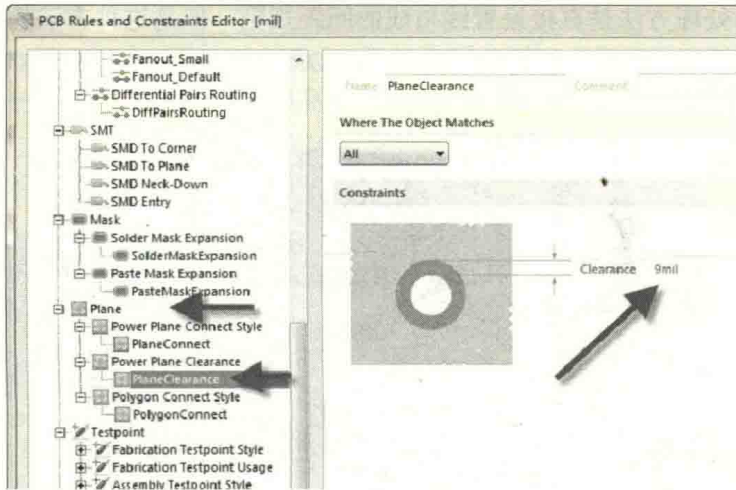 PCB Rules and Constraints Editor [mil]
Fanout_Small
Fanout_Default
Differential Pairs Routing
DiffPairsRouting
SMT
SMD To Corner
SMD To Plane
SMD Neck-Down
SMD Entry
Mask
Solder Mask Expansion
SolderMaskExpansion
Paste Mask Expansion
PasteMaskExpansion
Plane
Power Plane Connect Style
PlaneConnect
Power Plane Clearance
PlaneClearance
Polygon Connect Style
PolygonConnect
Testpoint
Fabrication Testpoint Style
Fabrication Testpoint Usage
Assembly Testpoint Style
Name PlaneClearance Comment
Where The Object Matches
All
Constraints
Clearance 9mil